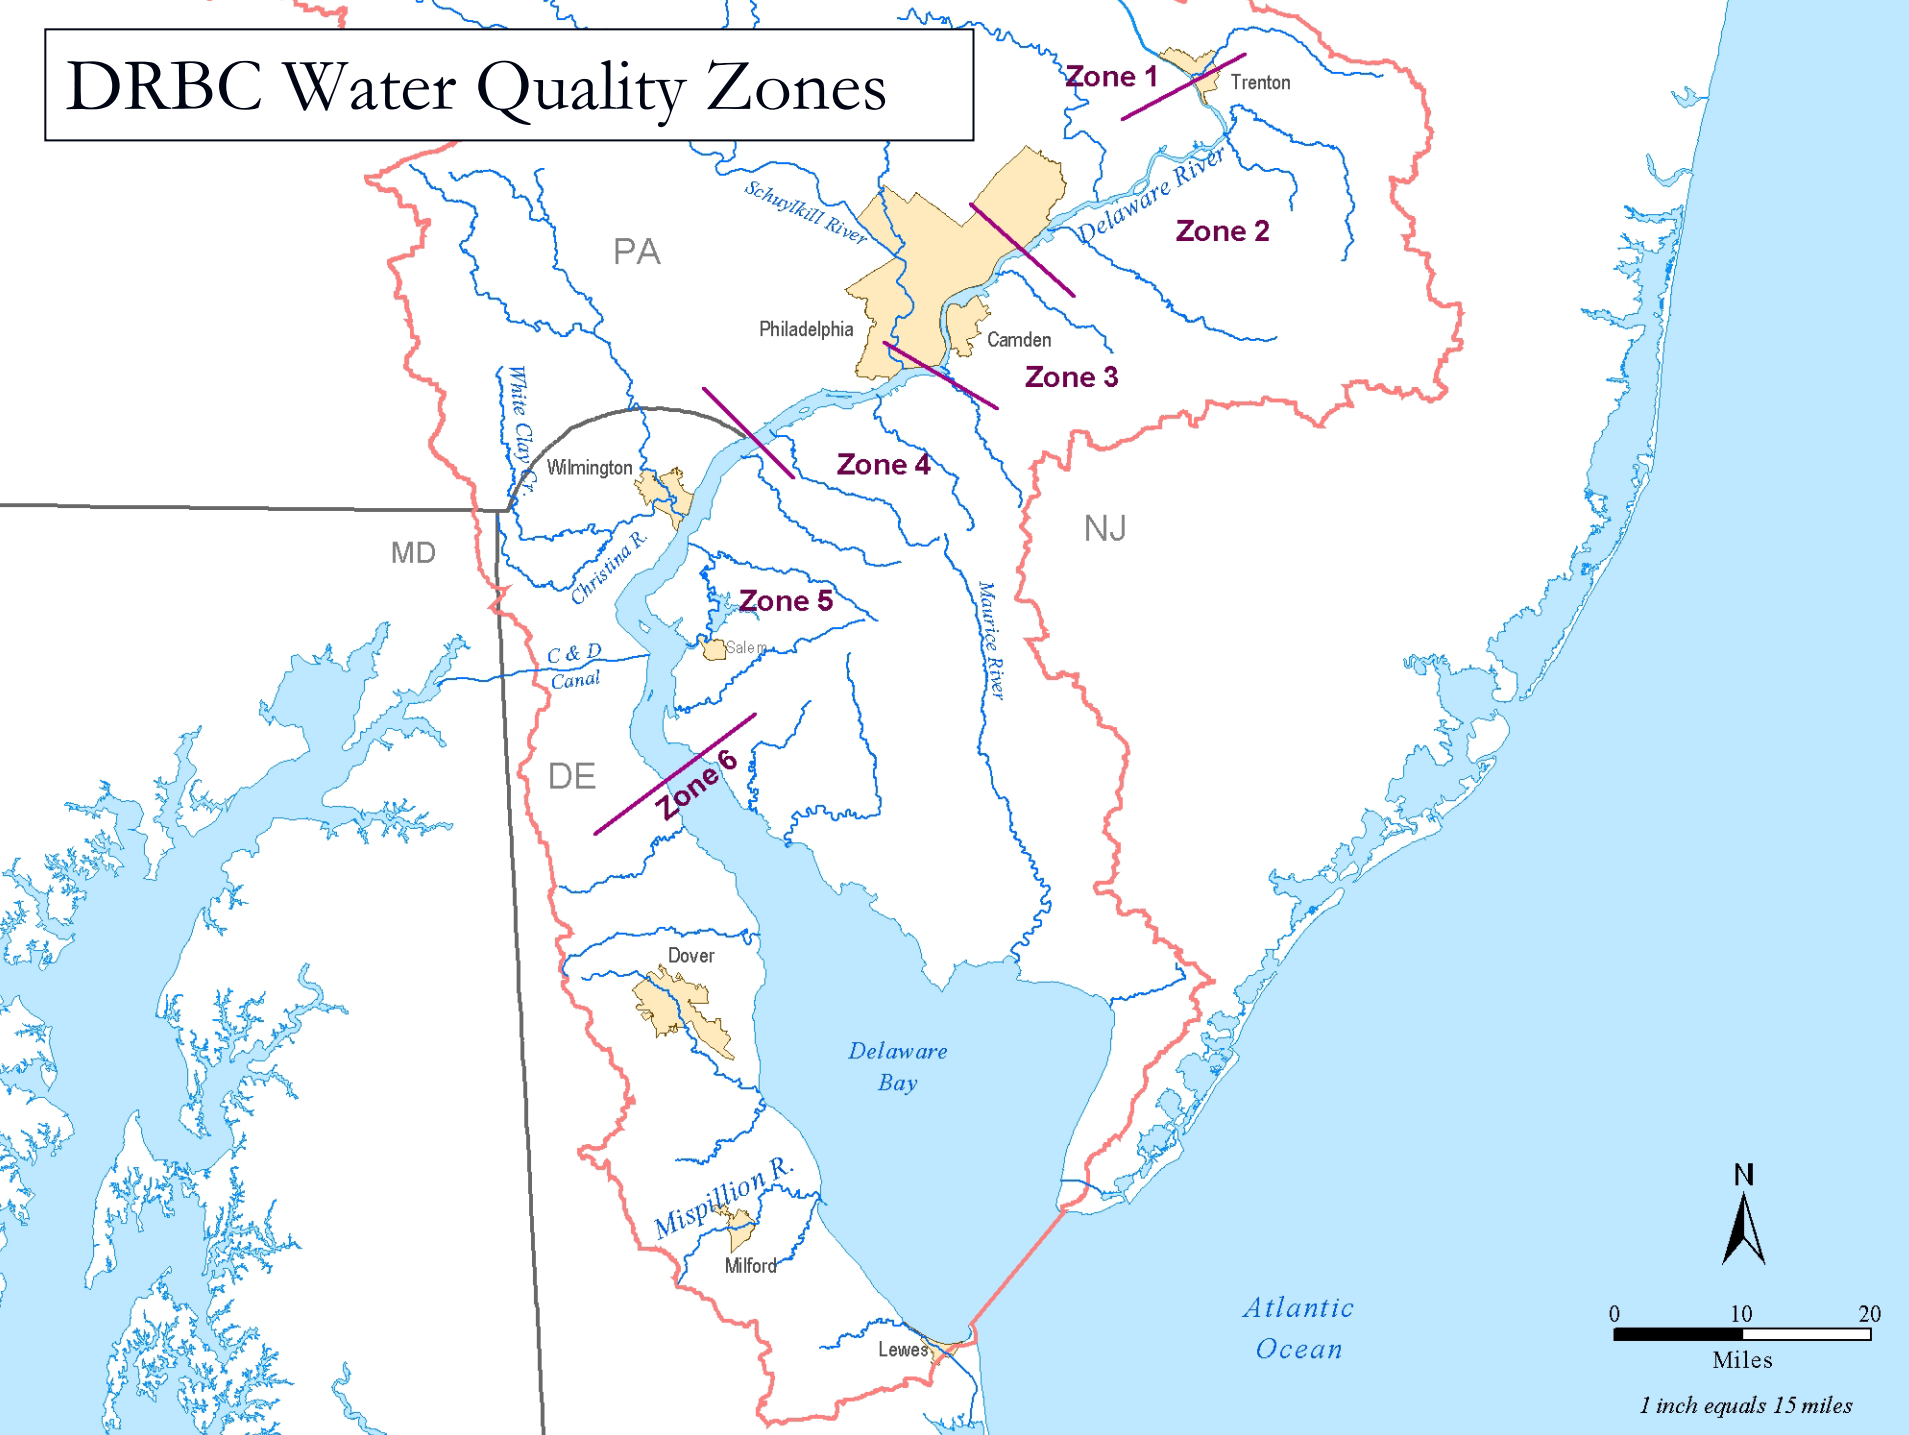 DRBC Water Quality Zones
Zone 1
Trenton
Delaware River
Schuylkill River
Zone 2
PA
Philadelphia
Camden
Zone 3
White Clay Cr.
Wilmington
Zone 4
NJ
MD
Christina R.
Zone 5
Maurice River
Salem
C & D
Canal
DE
Zone 6
Dover
Delaware
Bay
Mispillion R.
Milford
Lewes
Atlantic
Ocean
N
0 10 20
Miles
1 inch equals 15 miles